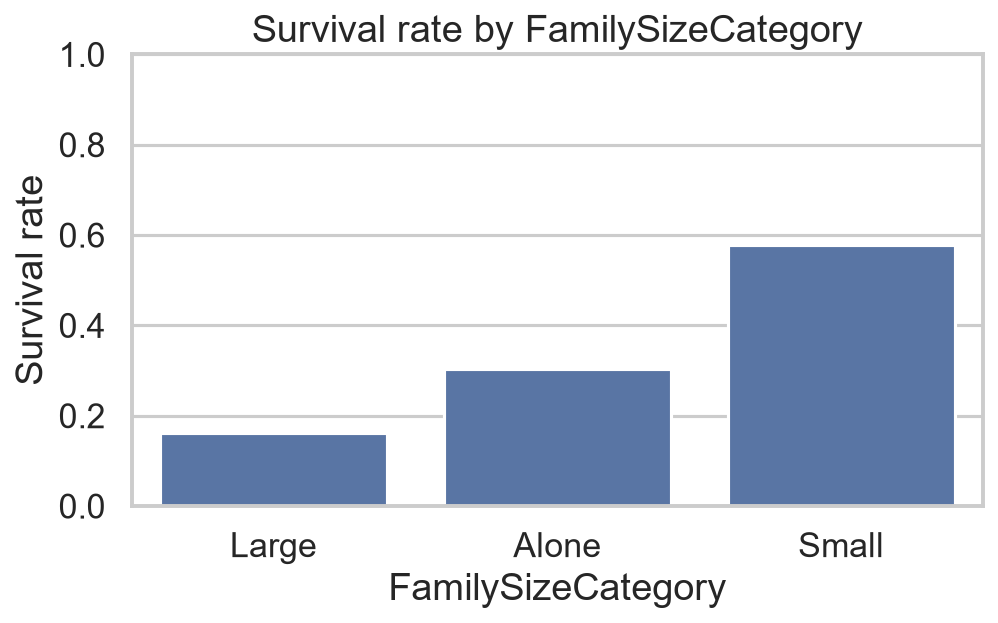 Survival rate by FamilySizeCategory
1.0
0.8
0.6
0.4
0.2
0.0
Survival rate
Large Alone Small
FamilySizeCategory